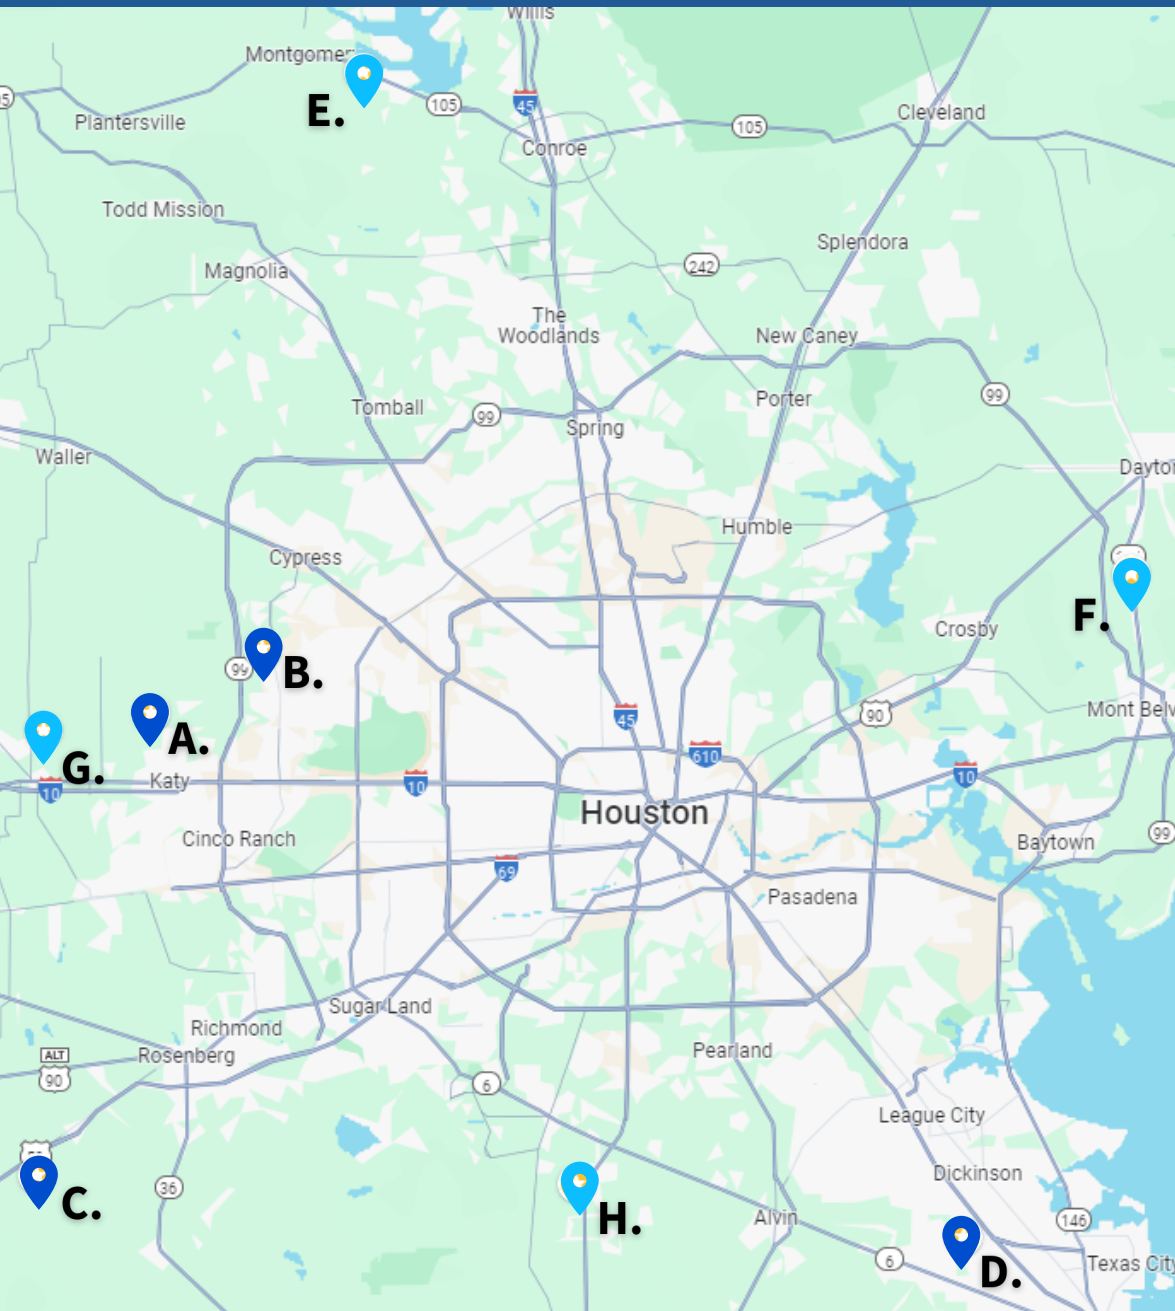 Willis
Montgomer
E.
105
45
Plantersville
Conroe
105
Cleveland
Todd Mission
Magnolia
242
Splendora
The
Woodlands
New Caney
Tomball
99
Spring
Porter
99
Waller
Dayto
Humble
Cypress
F.
Crosby
99
B.
45
90
Mont Belv
A.
G.
10
Katy
10
610
10
Houston
Cinco Ranch
69
Baytown
99
Pasadena
Sugar Land
Richmond
Rosenberg
ALT
90
6
Pearland
League City
Dickinson
C.
36
H.
Alvin
146
6
D.
Texas City